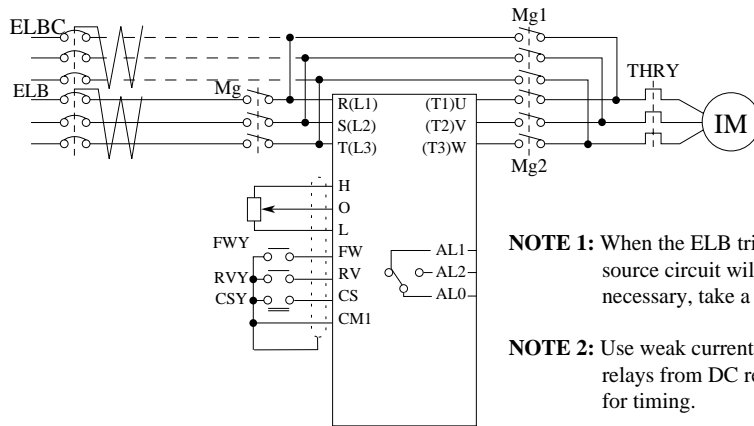 ELBC
Mg1
THRY
ELB
Mg
R(L1)
(T1)U
S(L2)
(T2)V
IM
T(L3)
(T3)W
Mg2
H
O
L
FWY
FW
RVY
RV
CSY
CS
CM1
AL1
AL2
AL0
NOTE 1: When the ELB tri
source circuit wil
necessary, take a
NOTE 2: Use weak current
relays from DC re
for timing.